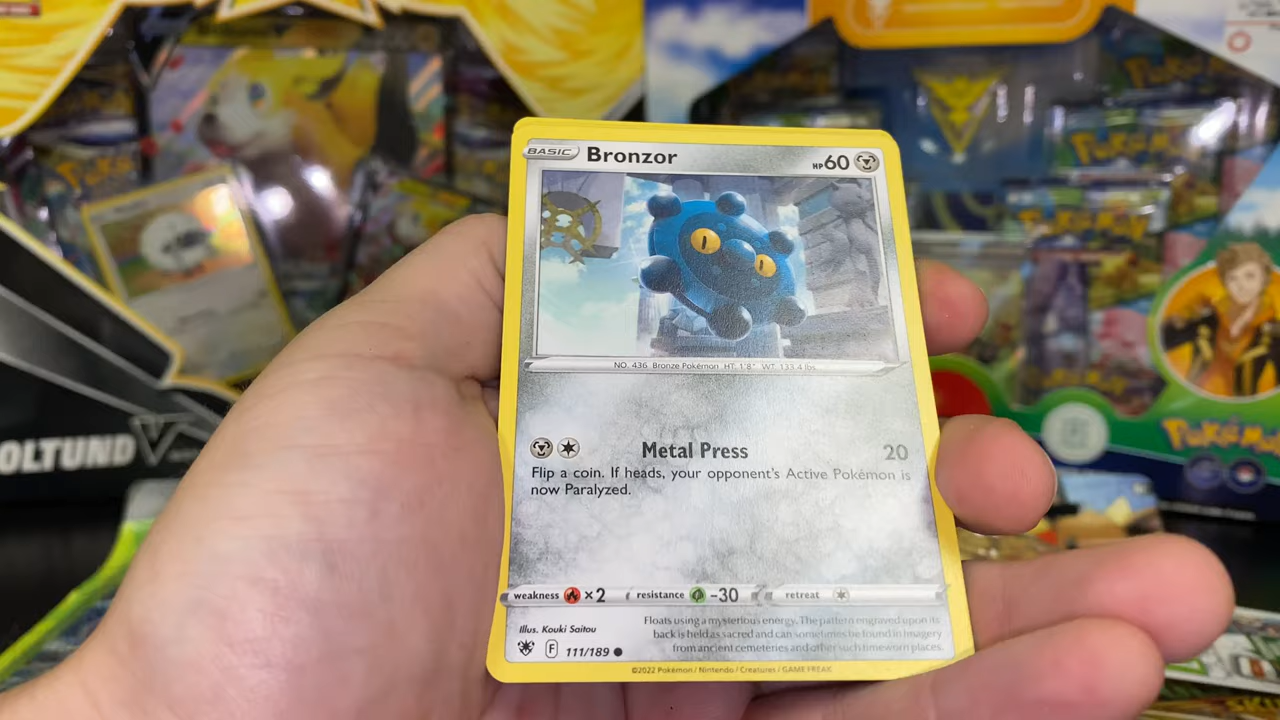 BASIC Bronzor HP 60
NO. 436 Bronze Pokémon HT. 1'8" WT. 133.4 lbs.
Metal Press 20
Flip a coin. If heads, your opponent's Active Pokémon is
now Paralyzed.
weakness ×2 resistance -30 retreat
Illus. Kouki Saitou
Floats using a mysterious energy. The pattern engraved upon its
back is held as sacred and can sometimes be found in imagery
from ancient cemeteries and other such timeworn places.
F 111/189
©2022 Pokémon / Nintendo / Creatures / GAME FREAK
OLTUND V
Pokémon